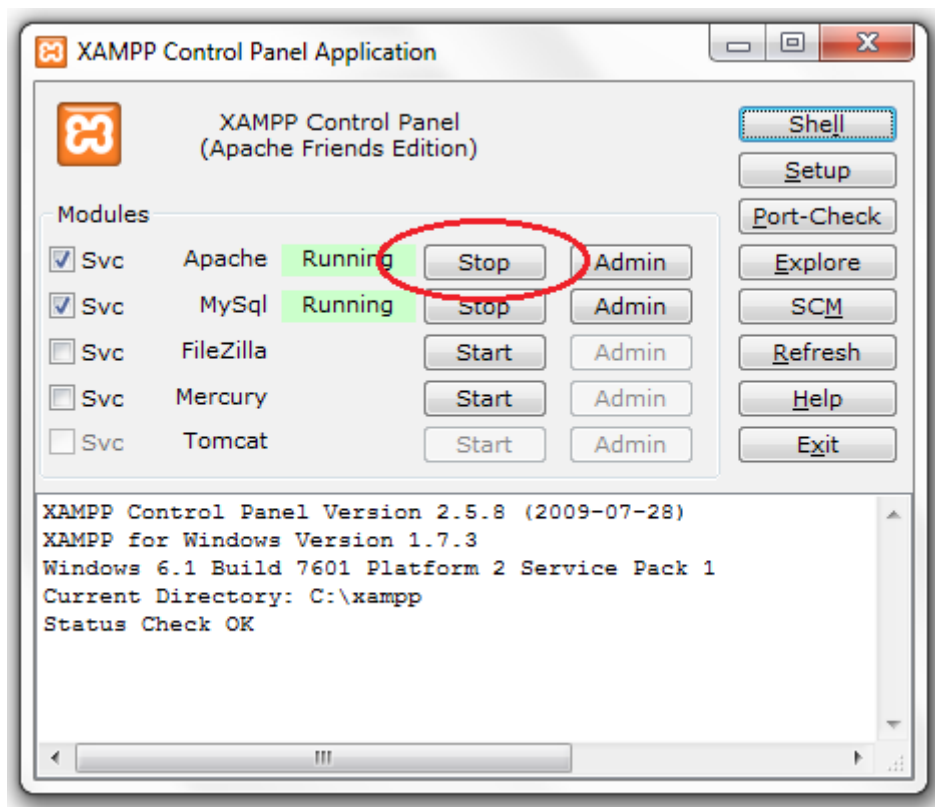 XAMPP Control Panel Application
XAMPP Control Panel
(Apache Friends Edition)
Shell
Setup
Modules
Port-Check
Svc Apache Running Stop Admin
Explore
Svc MySql Running Stop Admin
SCM
Svc FileZilla Start Admin
Refresh
Svc Mercury Start Admin
Help
Svc Tomcat Start Admin
Exit
XAMPP Control Panel Version 2.5.8 (2009-07-28)
XAMPP for Windows Version 1.7.3
Windows 6.1 Build 7601 Platform 2 Service Pack 1
Current Directory: C:\xampp
Status Check OK